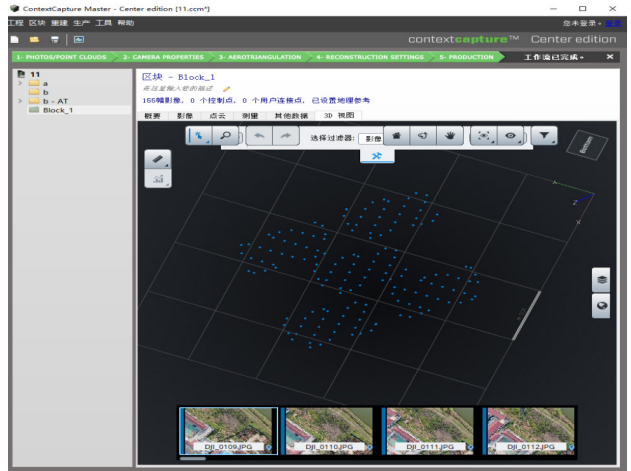 ContextCapture Master - Center edition [11.ccm*]
工程 区块 重建 生产 工具 帮助
您未登录 - 登录
contextcapture™ Center edition
1- PHOTOS/POINT CLOUDS 2- CAMERA PROPERTIES 3- AEROTRIANGULATION 4- RECONSTRUCTION SETTINGS 5- PRODUCTION 工作流已完成。
11
a
b
b - AT
Block_1
区块 - Block_1
在这里输入您的描述
155幅影像, 0 个控制点, 0 个用户连接点, 已设置地理参考
概要 影像 点云 测量 其他数据 3D 视图
选择过滤器: 影像
Bottom
Z
DJI_0109.JPG DJI_0110.JPG DJI_0111.JPG DJI_0112.JPG